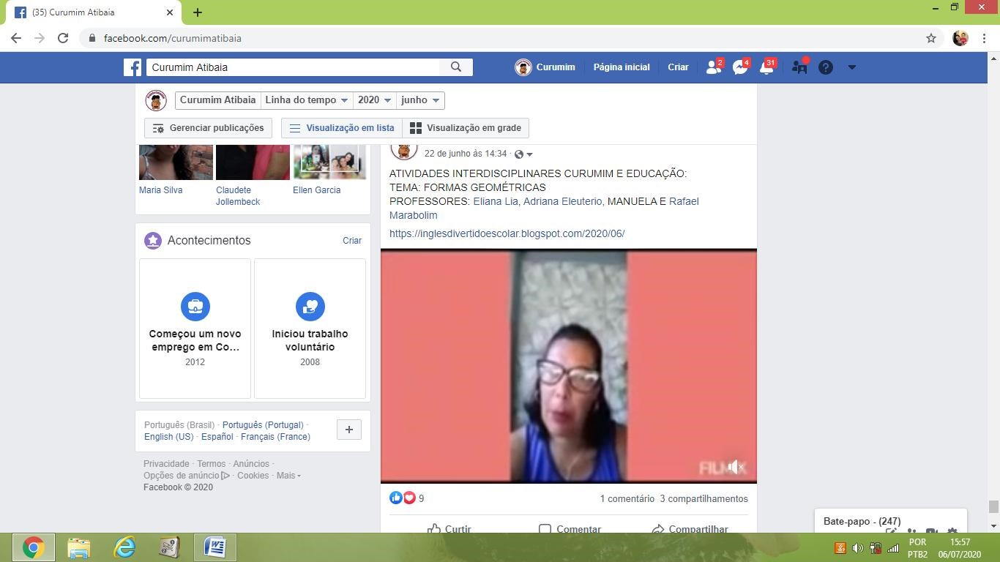 (35) Curumim Atibaia
facebook.com/curumimatibaia
Curumim Atibaia
Curumim
Página inicial
Criar
2
4
31
Curumim Atibaia
Linha do tempo
2020
junho
Gerenciar publicações
Visualização em lista
Visualização em grade
Maria Silva
Claudete
Jollembeck
Ellen Garcia
Acontecimentos
Criar
Começou um novo
emprego em Co…
2012
Iniciou trabalho
voluntário
2008
Português (Brasil) · Português (Portugal) ·
English (US) · Español · Français (France)
Privacidade · Termos · Anúncios ·
Opções de anúncio · Cookies · Mais
Facebook © 2020
22 de junho às 14:34 ·
ATIVIDADES INTERDISCIPLINARES CURUMIM E EDUCAÇÃO:
TEMA: FORMAS GEOMÉTRICAS
PROFESSORES: Eliana Lia, Adriana Eleuterio, MANUELA E Rafael
Marabolim
https://inglesdivertidoescolar.blogspot.com/2020/06/
9
1 comentário 3 compartilhamentos
Curtir
Comentar
Compartilhar
Bate-papo - (247)
POR
PTB2
15:57
06/07/2020